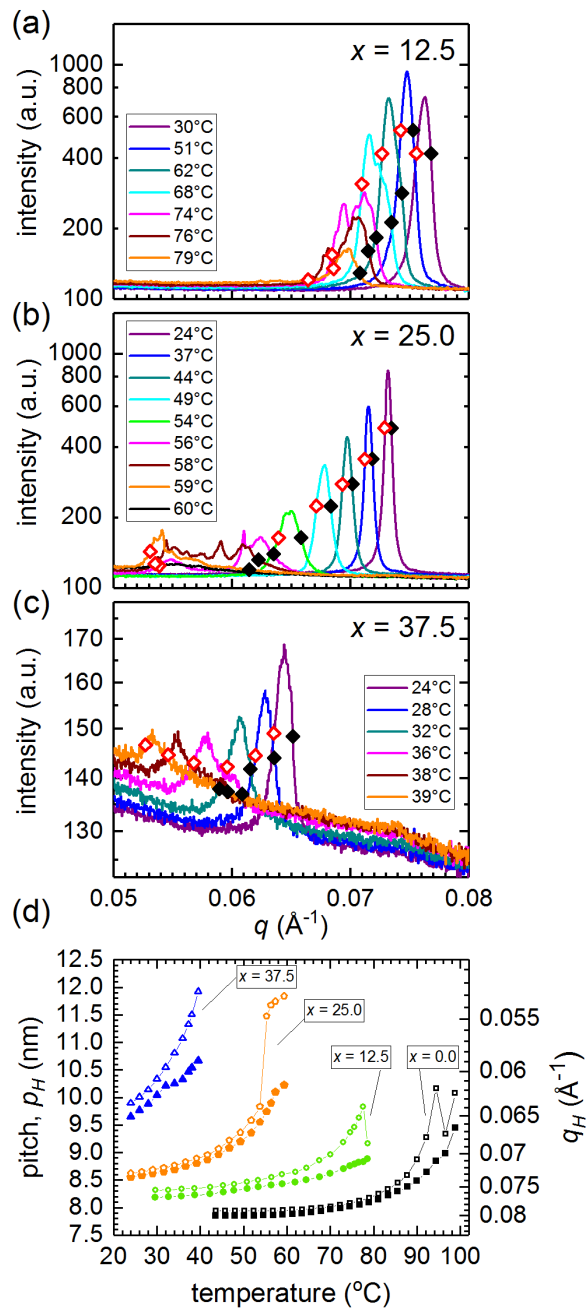 (a)
x = 12.5
intensity (a.u.)
1000
800
600
400
200
100
30°C
51°C
62°C
68°C
74°C
76°C
79°C
(b)
x = 25.0
intensity (a.u.)
1000
800
600
400
200
100
24°C
37°C
44°C
49°C
54°C
56°C
58°C
59°C
60°C
(c)
x = 37.5
intensity (a.u.)
170
160
150
140
130
24°C
28°C
32°C
36°C
38°C
39°C
0.05 0.06 0.07 0.08
q (Å-1)
(d)
pitch, pH (nm)
12.5
12.0
11.5
11.0
10.5
10.0
9.5
9.0
8.5
8.0
7.5
x = 37.5
x = 25.0
x = 12.5
x = 0.0
0.055
0.06
0.065
0.07
0.075
0.08
qH (Å-1)
20 30 40 50 60 70 80 90 100
temperature (oC)